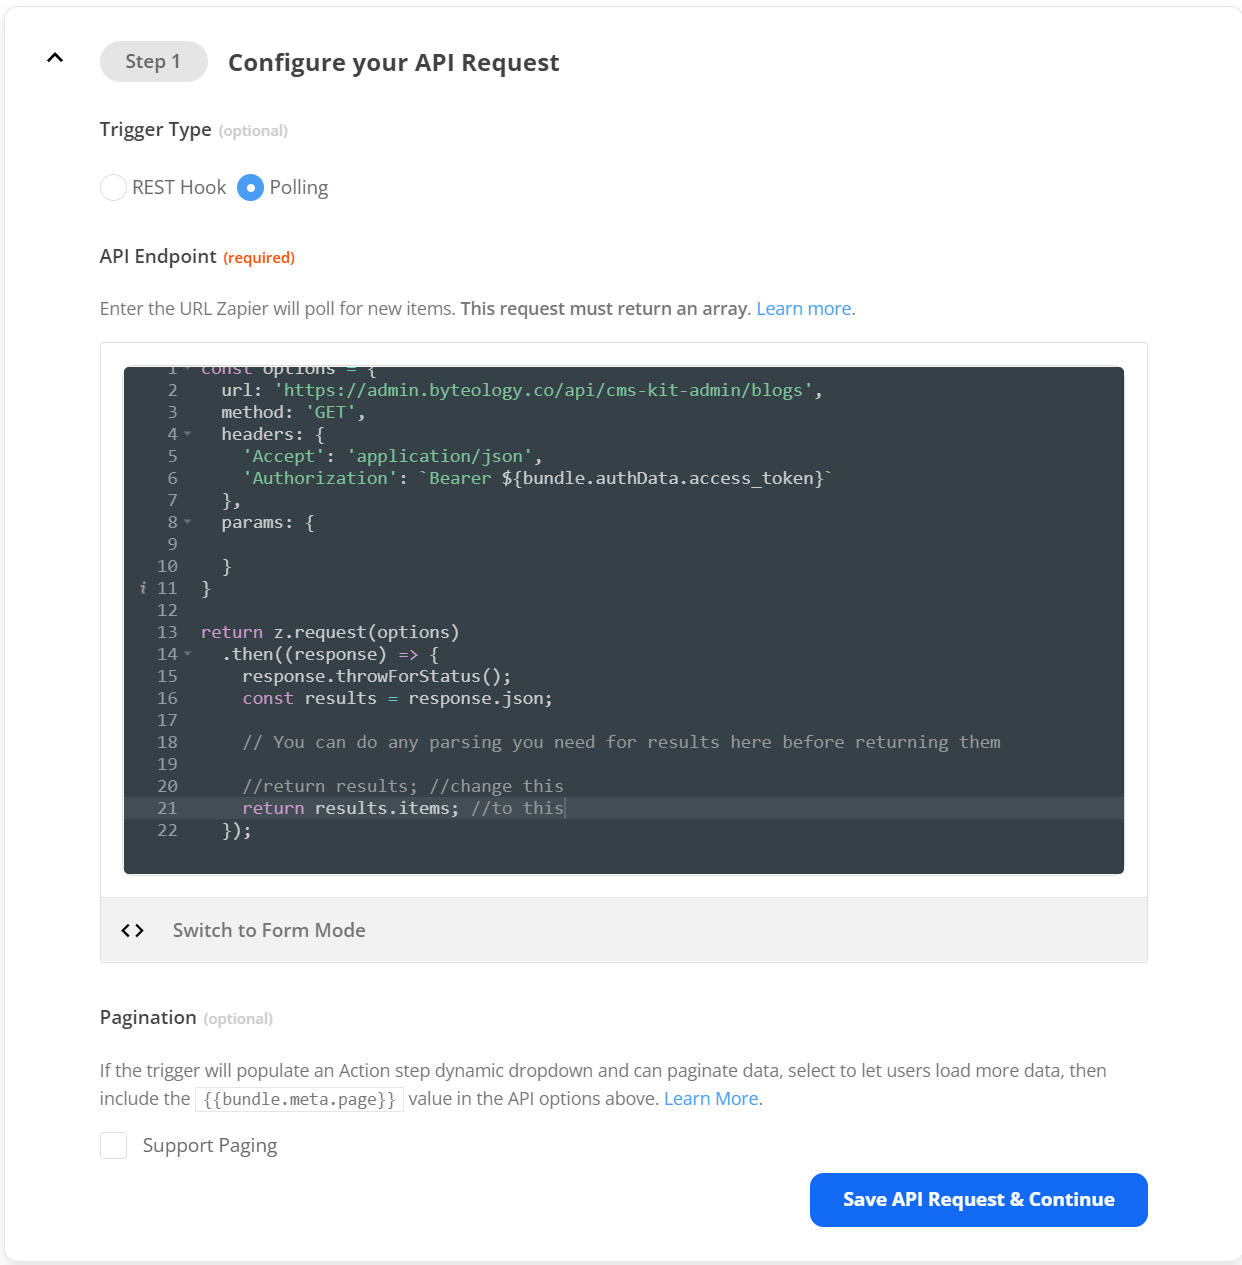 Step 1 Configure your API Request
Trigger Type (optional)
REST Hook Polling
API Endpoint (required)
Enter the URL Zapier will poll for new items. This request must return an array. Learn more.
1 const options = {
2 url: 'https://admin.byteology.co/api/cms-kit-admin/blogs',
3 method: 'GET',
4 headers: {
5 'Accept': 'application/json',
6 'Authorization': `Bearer ${bundle.authData.access_token}`
7 },
8 params: {
9
10 }
i 11 }
12
13 return z.request(options)
14 .then((response) => {
15 response.throwForStatus();
16 const results = response.json;
17
18 // You can do any parsing you need for results here before returning them
19
20 //return results; //change this
21 return results.items; //to this
22 });
<> Switch to Form Mode
Pagination (optional)
If the trigger will populate an Action step dynamic dropdown and can paginate data, select to let users load more data, then
include the {{bundle.meta.page}} value in the API options above. Learn More.
Support Paging
Save API Request & Continue